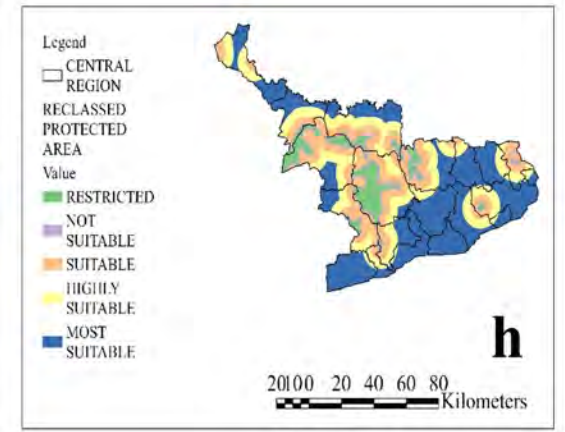 Legend
CENTRAL
REGION
RECLASSED
PROTECTED
AREA
Value
RESTRICTED
NOT
SUITABLE
SUITABLE
HIGHLY
SUITABLE
MOST
SUITABLE
h
20100 20 40 60 80
Kilometers